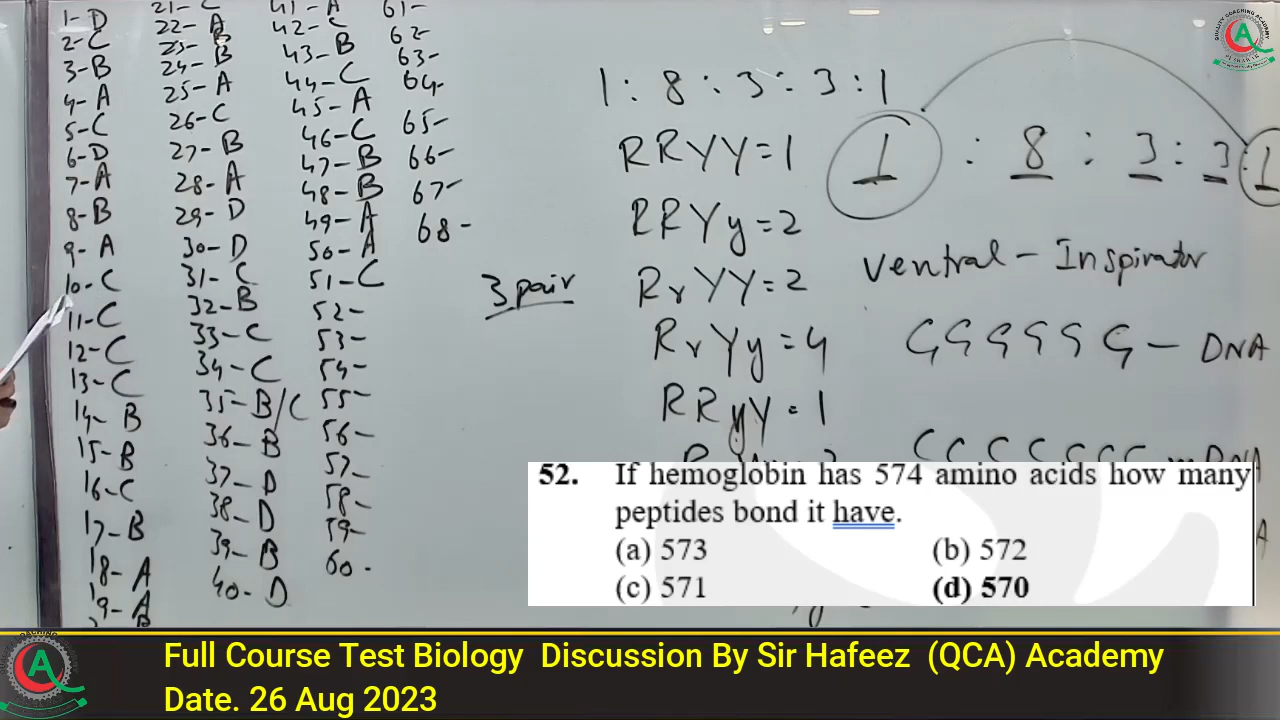 1-D
2-C
3-B
4-A
5-C
6-D
7-A
8-B
9-A
10-C
11-C
12-C
13-C
14-B
15-B
16-C
17-B
18-A
19-A
21-C
22-A
23-B
24-B
25-A
26-C
27-B
28-A
29-D
30-D
31-C
32-B
33-C
34-C
35-B/C
36-B
37-D
38-D
39-B
40-D
41-A
42-C
43-B
44-C
45-A
46-C
47-B
48-B
49-A
50-A
51-C
52-
53-
54-
55-
56-
57-
58-
59-
60-
61-
62-
63-
64-
65-
66-
67-
68-
3 pair
1:8:3:3:1
RRYY=1
RRYy=2
RrYY=2
RrYy=4
RRyY=1
1 : 8 : 3 : 3 : 1
Ventral - Inspirator
GGGGGG - DNA
52. If hemoglobin has 574 amino acids how many
peptides bond it have.
(a) 573 (b) 572
(c) 571 (d) 570
QUALITY COACHING ACADEMY
Full Course Test Biology Discussion By Sir Hafeez (QCA) Academy
Date. 26 Aug 2023